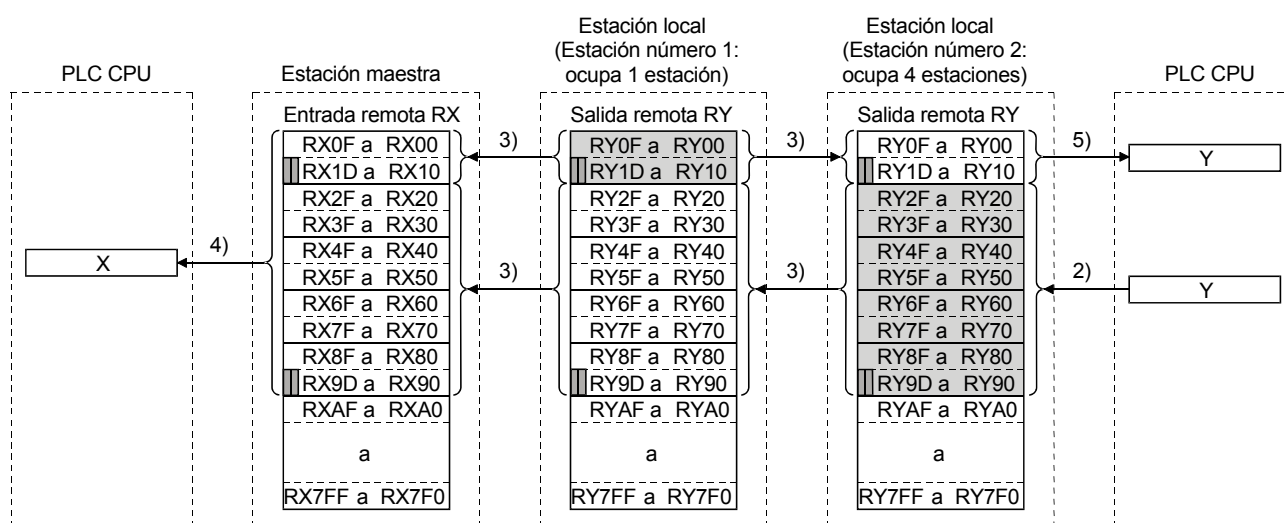 Estación local
(Estación número 1:
ocupa 1 estación)
Estación local
(Estación número 2:
ocupa 4 estaciones)
PLC CPU
Estación maestra
PLC CPU
Entrada remota RX
Salida remota RY
Salida remota RY
RX0F a RX00
3)
RY0F a RY00
3)
RY0F a RY00
5)
RX1D a RX10
RY1D a RY10
RY1D a RY10
Y
RX2F a RX20
RY2F a RY20
RY2F a RY20
RX3F a RX30
RY3F a RY30
RY3F a RY30
4)
RX4F a RX40
RY4F a RY40
RY4F a RY40
X
RX5F a RX50
3)
RY5F a RY50
3)
RY5F a RY50
2)
RX6F a RX60
RY6F a RY60
RY6F a RY60
Y
RX7F a RX70
RY7F a RY70
RY7F a RY70
RX8F a RX80
RY8F a RY80
RY8F a RY80
RX9D a RX90
RY9D a RY90
RY9D a RY90
RXAF a RXA0
RYAF a RYA0
RYAF a RYA0
a
a
a
RX7FF a RX7F0
RY7FF a RY7F0
RY7FF a RY7F0